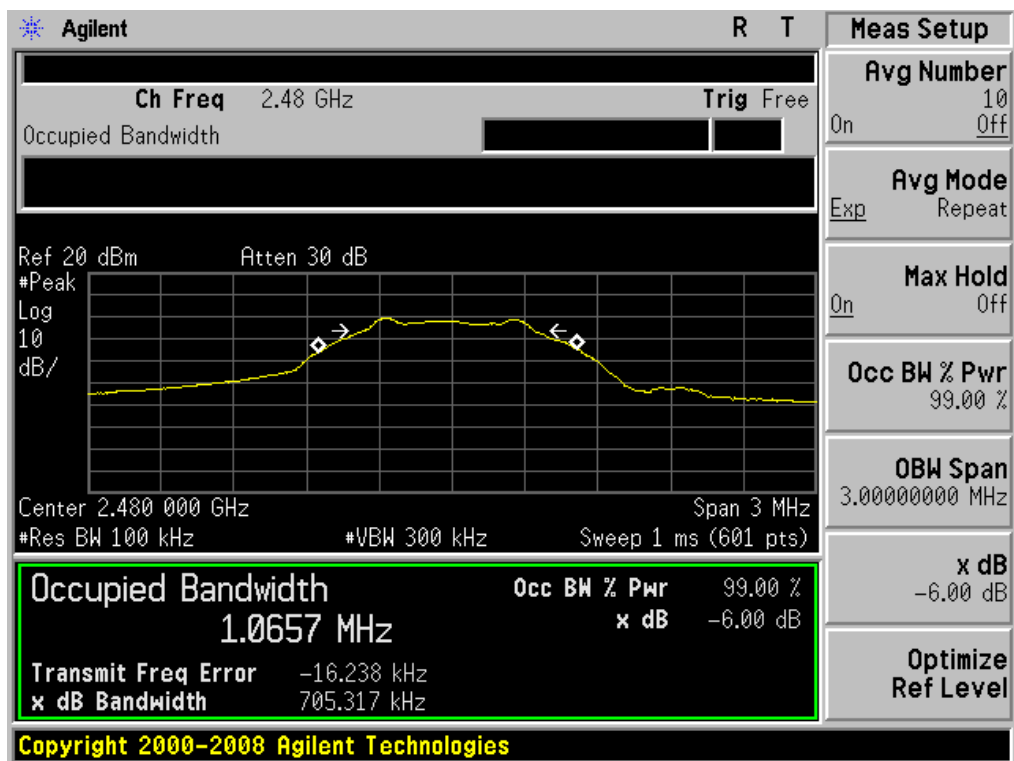 Agilent R T
Ch Freq 2.48 GHz Trig Free
Occupied Bandwidth
Ref 20 dBm Atten 30 dB
#Peak
Log
10
dB/
Center 2.480 000 GHz Span 3 MHz
#Res BW 100 kHz #VBW 300 kHz Sweep 1 ms (601 pts)
Occupied Bandwidth Occ BW % Pwr 99.00 %
1.0657 MHz x dB -6.00 dB
Transmit Freq Error -16.238 kHz
x dB Bandwidth 705.317 kHz
Copyright 2000-2008 Agilent Technologies
Meas Setup
Avg Number
10
On Off
Avg Mode
Exp Repeat
Max Hold
On Off
Occ BW % Pwr
99.00 %
OBW Span
3.00000000 MHz
x dB
-6.00 dB
Optimize
Ref Level